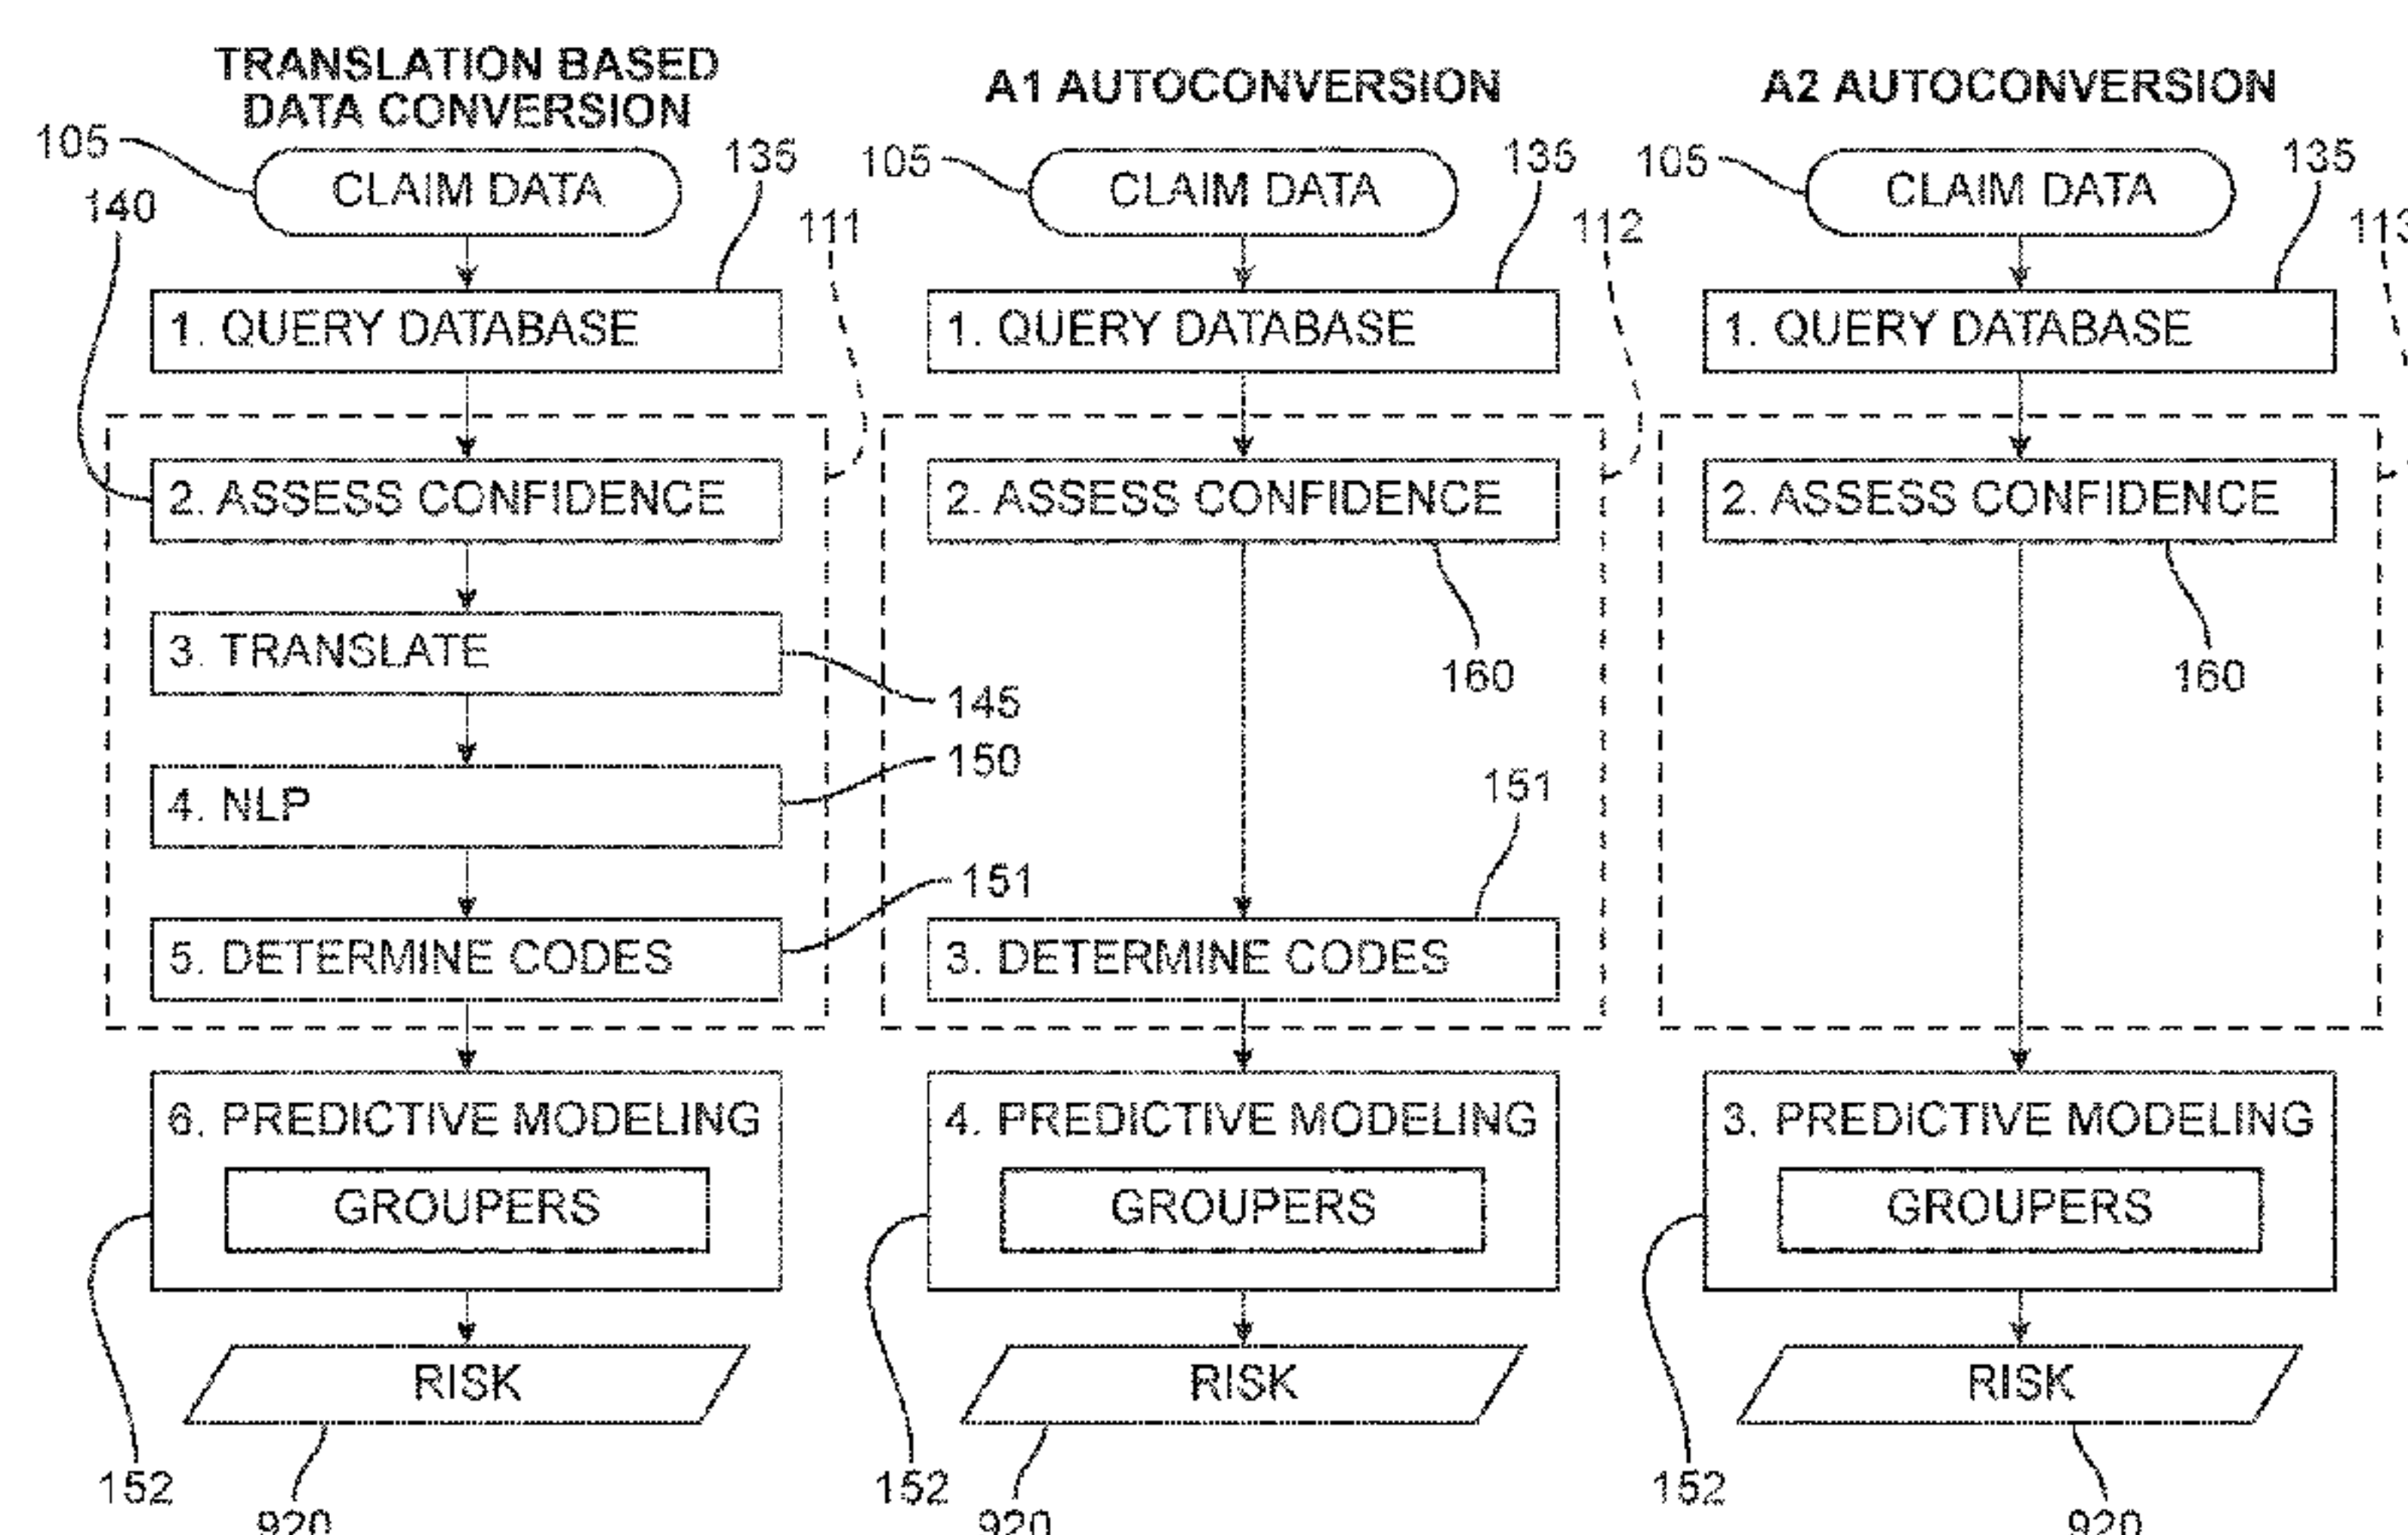 TRANSLATION BASED
DATA CONVERSION
105
CLAIM DATA
135
140
111
1. QUERY DATABASE
2. ASSESS CONFIDENCE
3. TRANSLATE
145
4. NLP
150
151
5. DETERMINE CODES
6. PREDICTIVE MODELING
GROUPERS
RISK
152
920
A1 AUTOCONVERSION
105
CLAIM DATA
135
112
1. QUERY DATABASE
2. ASSESS CONFIDENCE
160
151
3. DETERMINE CODES
4. PREDICTIVE MODELING
GROUPERS
RISK
152
920
A2 AUTOCONVERSION
105
CLAIM DATA
135
113
1. QUERY DATABASE
2. ASSESS CONFIDENCE
160
3. PREDICTIVE MODELING
GROUPERS
RISK
152
920